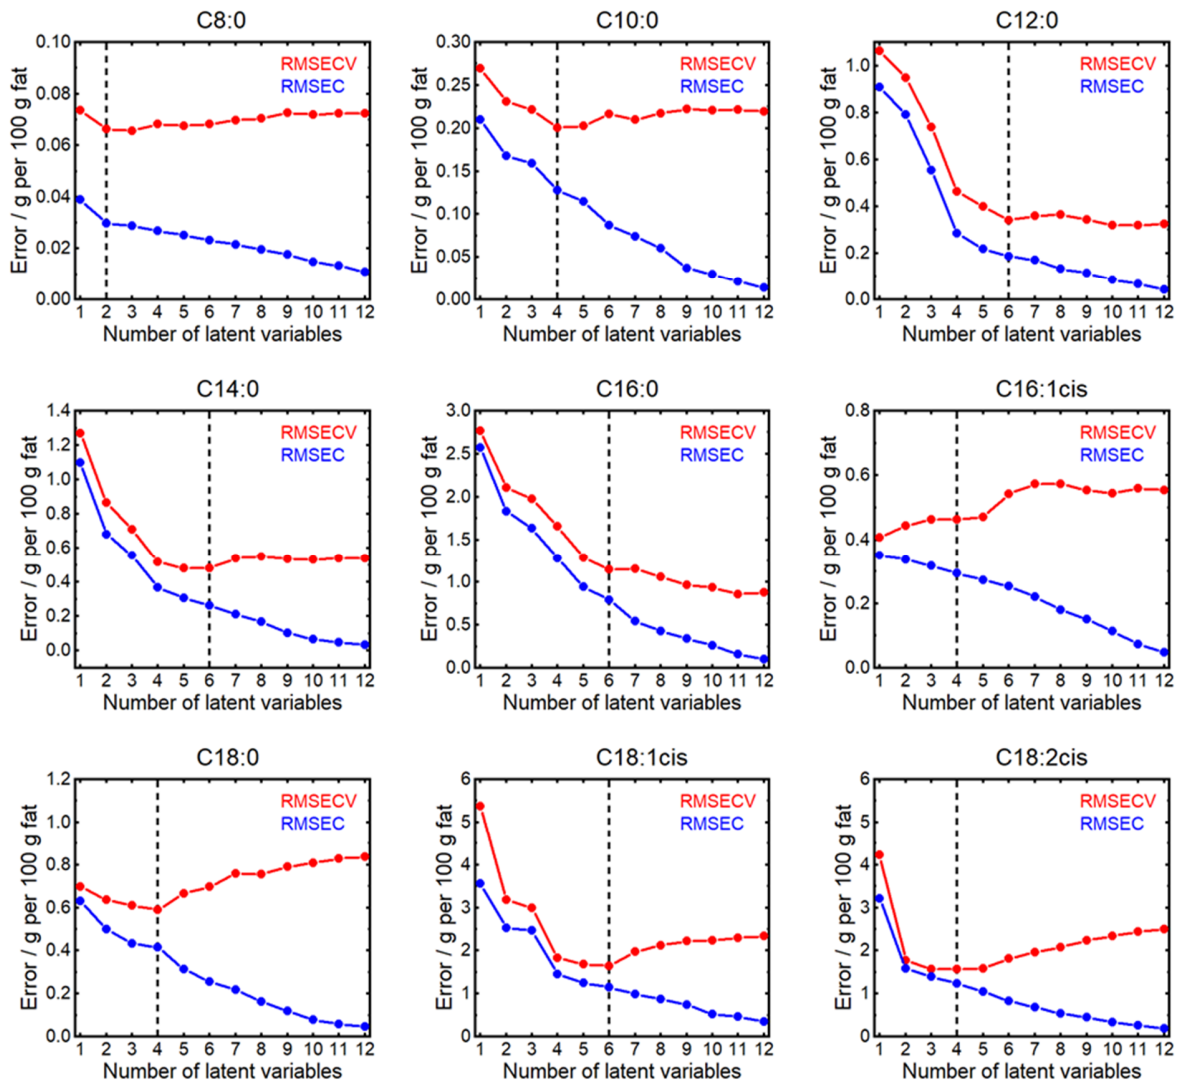 C8:0
C10:0
C12:0
Error / g per 100 g fat
0.10
0.08
0.06
0.04
0.02
0.00
RMSECV
RMSEC
1 2 3 4 5 6 7 8 9 10 11 12
Number of latent variables
Error / g per 100 g fat
0.30
0.25
0.20
0.15
0.10
0.05
0.00
RMSECV
RMSEC
1 2 3 4 5 6 7 8 9 10 11 12
Number of latent variables
Error / g per 100 g fat
1.0
0.8
0.6
0.4
0.2
0.0
RMSECV
RMSEC
1 2 3 4 5 6 7 8 9 10 11 12
Number of latent variables
C14:0
C16:0
C16:1cis
Error / g per 100 g fat
1.4
1.2
1.0
0.8
0.6
0.4
0.2
0.0
RMSECV
RMSEC
1 2 3 4 5 6 7 8 9 10 11 12
Number of latent variables
Error / g per 100 g fat
3.0
2.5
2.0
1.5
1.0
0.5
0.0
RMSECV
RMSEC
1 2 3 4 5 6 7 8 9 10 11 12
Number of latent variables
Error / g per 100 g fat
0.8
0.6
0.4
0.2
0.0
RMSECV
RMSEC
1 2 3 4 5 6 7 8 9 10 11 12
Number of latent variables
C18:0
C18:1cis
C18:2cis
Error / g per 100 g fat
1.2
1.0
0.8
0.6
0.4
0.2
0.0
RMSECV
RMSEC
1 2 3 4 5 6 7 8 9 10 11 12
Number of latent variables
Error / g per 100 g fat
6
5
4
3
2
1
0
RMSECV
RMSEC
1 2 3 4 5 6 7 8 9 10 11 12
Number of latent variables
Error / g per 100 g fat
6
5
4
3
2
1
0
RMSECV
RMSEC
1 2 3 4 5 6 7 8 9 10 11 12
Number of latent variables